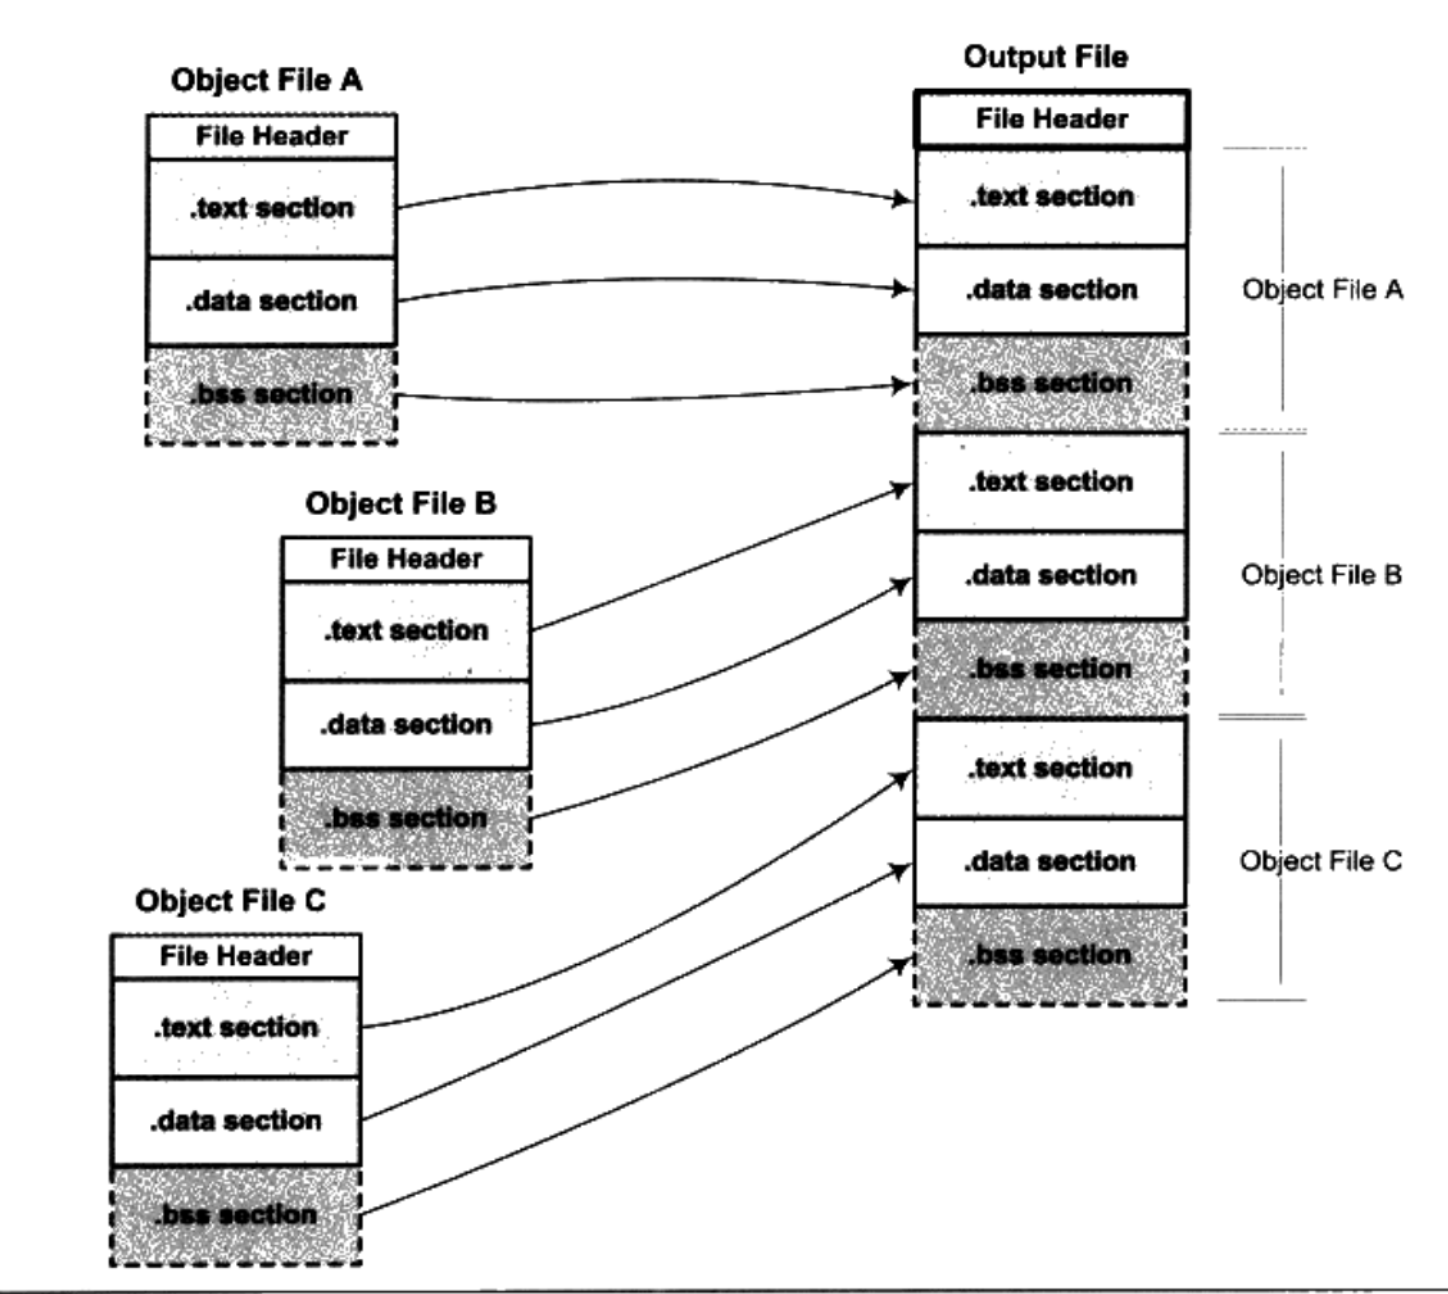 Object File A
File Header
.text section
.data section
.bss section
Object File B
File Header
.text section
.data section
.bss section
Object File C
File Header
.text section
.data section
.bss section
Output File
File Header
.text section
.data section
.bss section
.text section
.data section
.bss section
.text section
.data section
.bss section
Object File A
Object File B
Object File C